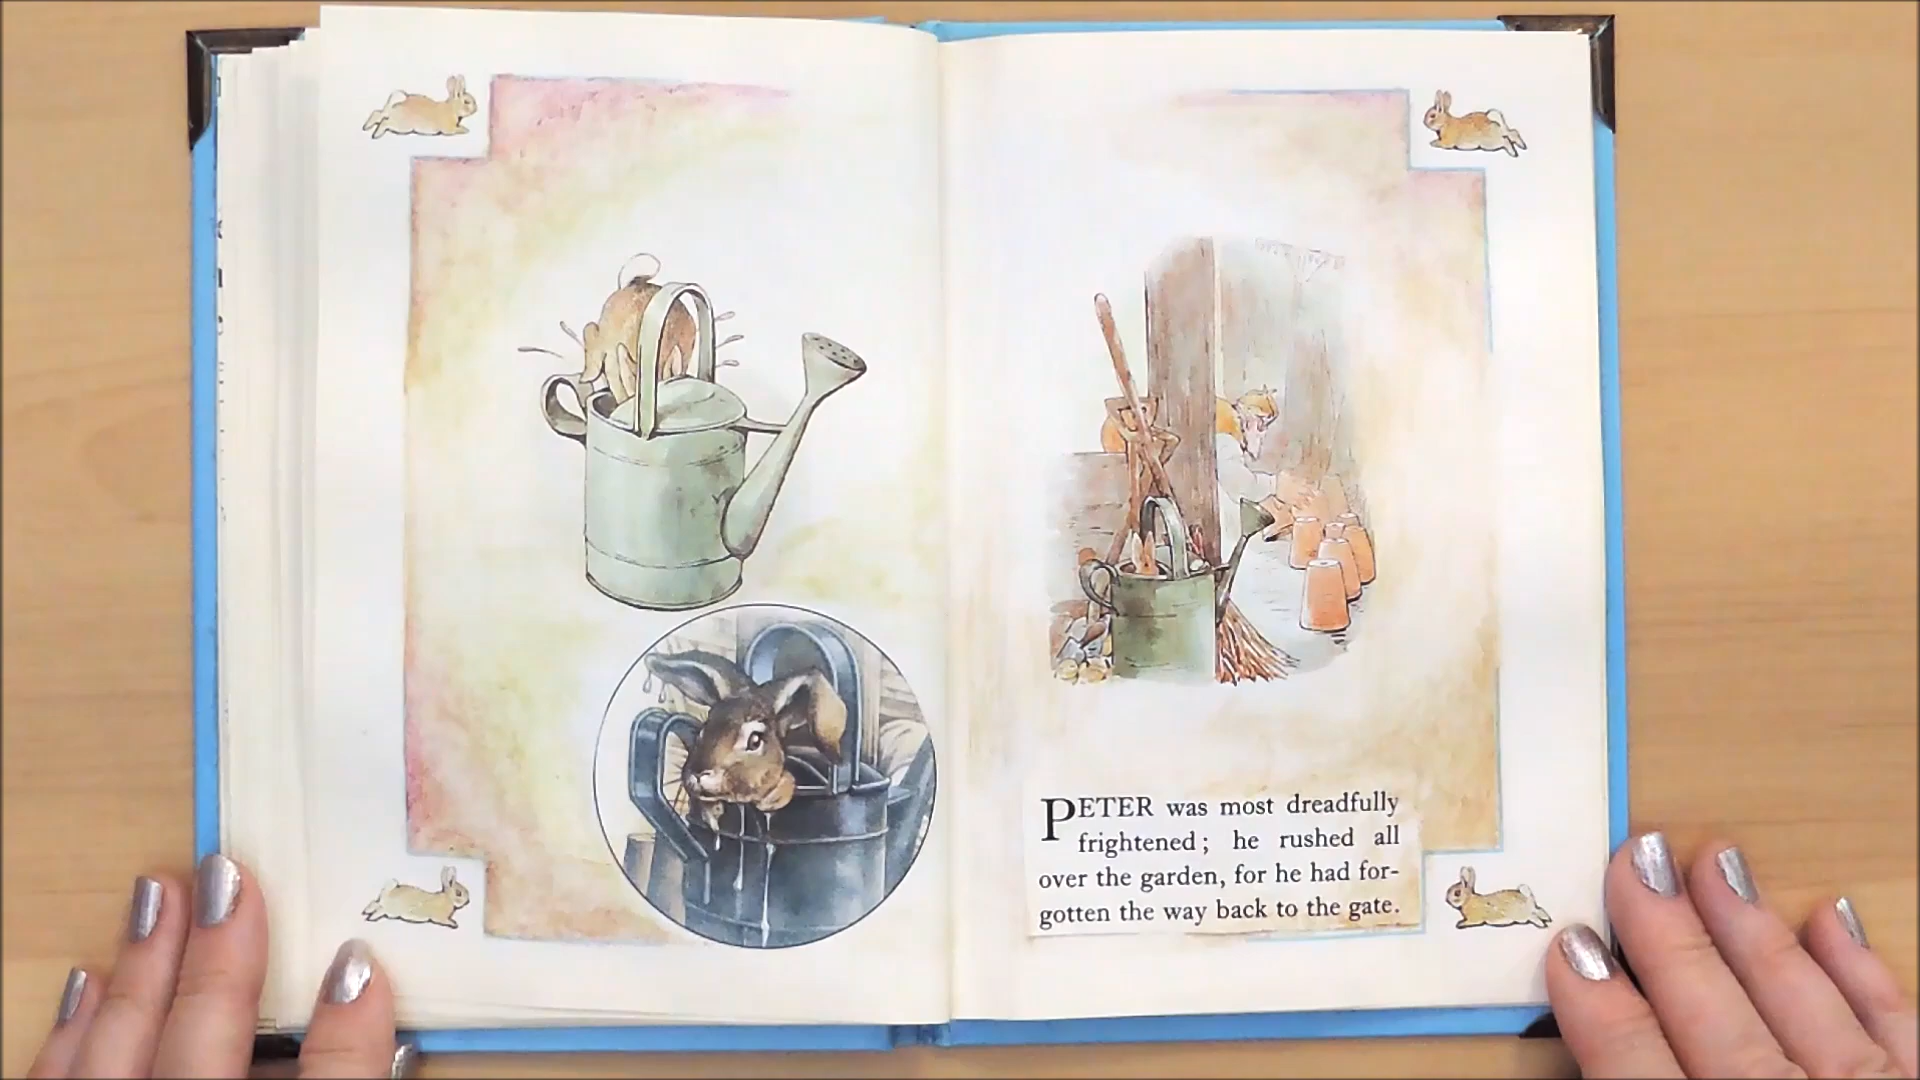 PETER was most dreadfully
frightened; he rushed all
over the garden, for he had for-
gotten the way back to the gate.